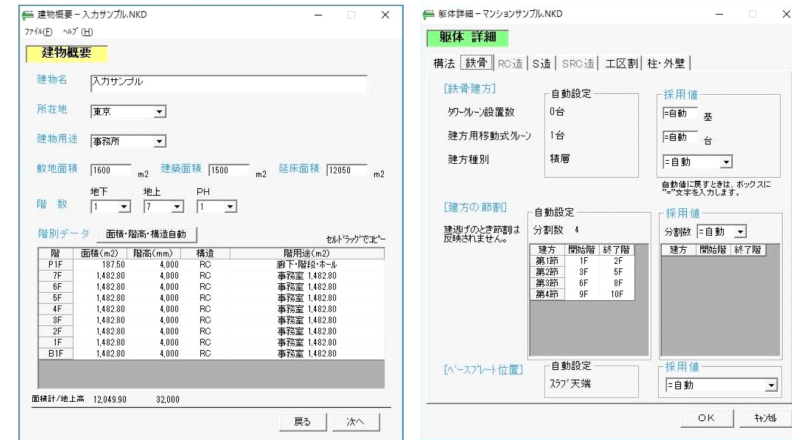 建物概要－入力サンプル.NKD
ファイル(F) ヘルプ(H)
建物概要
建物名 入力サンプル
所在地 東京
建物用途 事務所
敷地面積 1600 m2 建築面積 1500 m2 延床面積 12050 m2
地下 地上 PH
階 数 1 7 1
階別データ 面積・階高・構造自動 セルドラッグでコピー
階 面積(m2) 階高(mm) 構造 階用途(m2)
P1F 187.50 4,000 RC 廊下・階段・ホール
7F 1,482.80 4,000 RC 事務室 1,482.80
6F 1,482.80 4,000 RC 事務室 1,482.80
5F 1,482.80 4,000 RC 事務室 1,482.80
4F 1,482.80 4,000 RC 事務室 1,482.80
3F 1,482.80 4,000 RC 事務室 1,482.80
2F 1,482.80 4,000 RC 事務室 1,482.80
1F 1,482.80 4,000 RC 事務室 1,482.80
B1F 1,482.80 4,000 RC 事務室 1,482.80
面積計/地上高 12,049.90 32,000
戻る 次へ
躯体詳細－マンションサンプル.NKD
躯体 詳細
構法 鉄骨 RC造 S造 SRC造 工区割 柱・外壁
[鉄骨建方] 自動設定 採用値
タワークレーン設置数 0台 =自動 基
建方用移動式クレーン 1台 =自動 台
建方種別 積層 =自動
自動値に戻すときは、ボックスに
"="文字を入力します。
[建方の節割] 自動設定 採用値
建逃げのとき節割は
反映されません。
分割数 4 分割数 =自動
建方 開始階 終了階 建方 開始階 終了階
第1節 1F 2F
第2節 3F 5F
第3節 6F 8F
第4節 9F 10F
[ベースプレート位置] 自動設定 採用値
スラブ天端 =自動
OK キャンセル